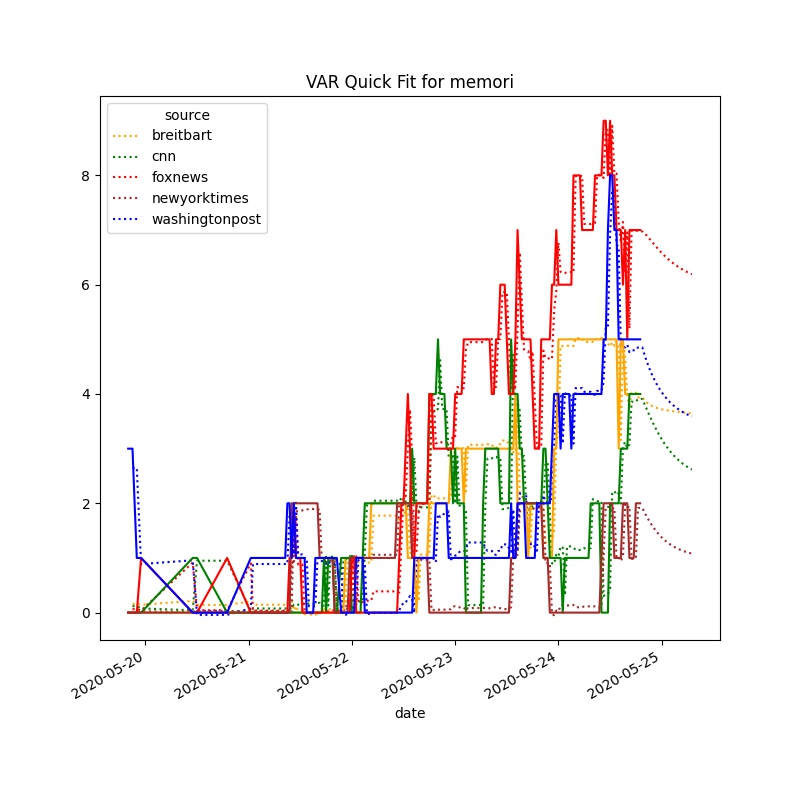 VAR Quick Fit for memori
source
breitbart
cnn
foxnews
newyorktimes
washingtonpost
8
6
4
2
0
2020-05-20
2020-05-21
2020-05-22
2020-05-23
2020-05-24
2020-05-25
date